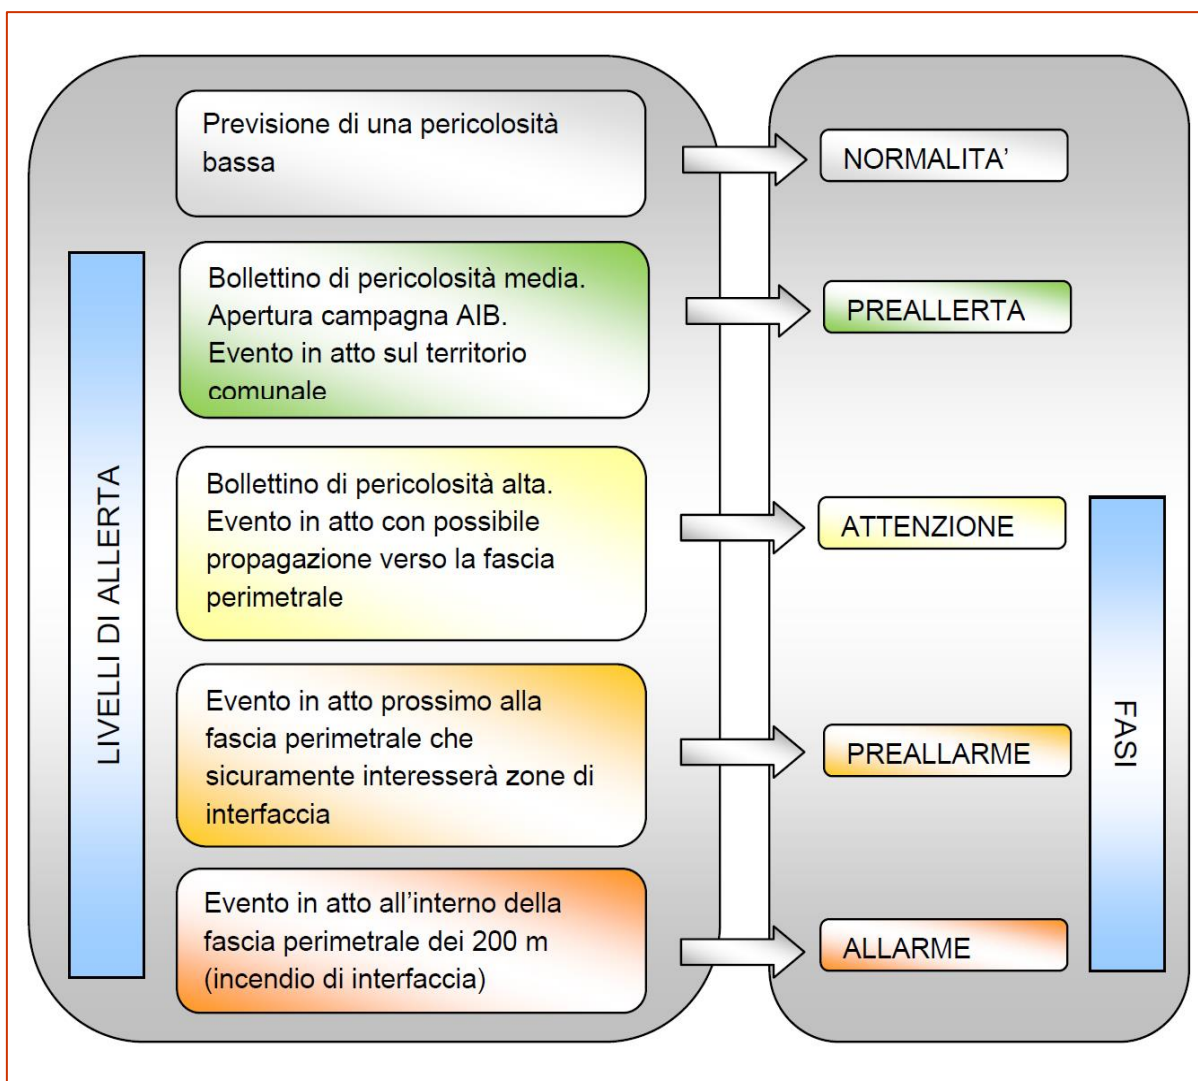 Previsione di una pericolosità
bassa
NORMALITA’
LIVELLI DI ALLERTA
Bollettino di pericolosità media.
Apertura campagna AIB.
Evento in atto sul territorio
comunale
PREALLERTA
Bollettino di pericolosità alta.
Evento in atto con possibile
propagazione verso la fascia
perimetrale
ATTENZIONE
Evento in atto prossimo alla
fascia perimetrale che
sicuramente interesserà zone di
interfaccia
PREALLARME
FASI
Evento in atto all’interno della
fascia perimetrale dei 200 m
(incendio di interfaccia)
ALLARME